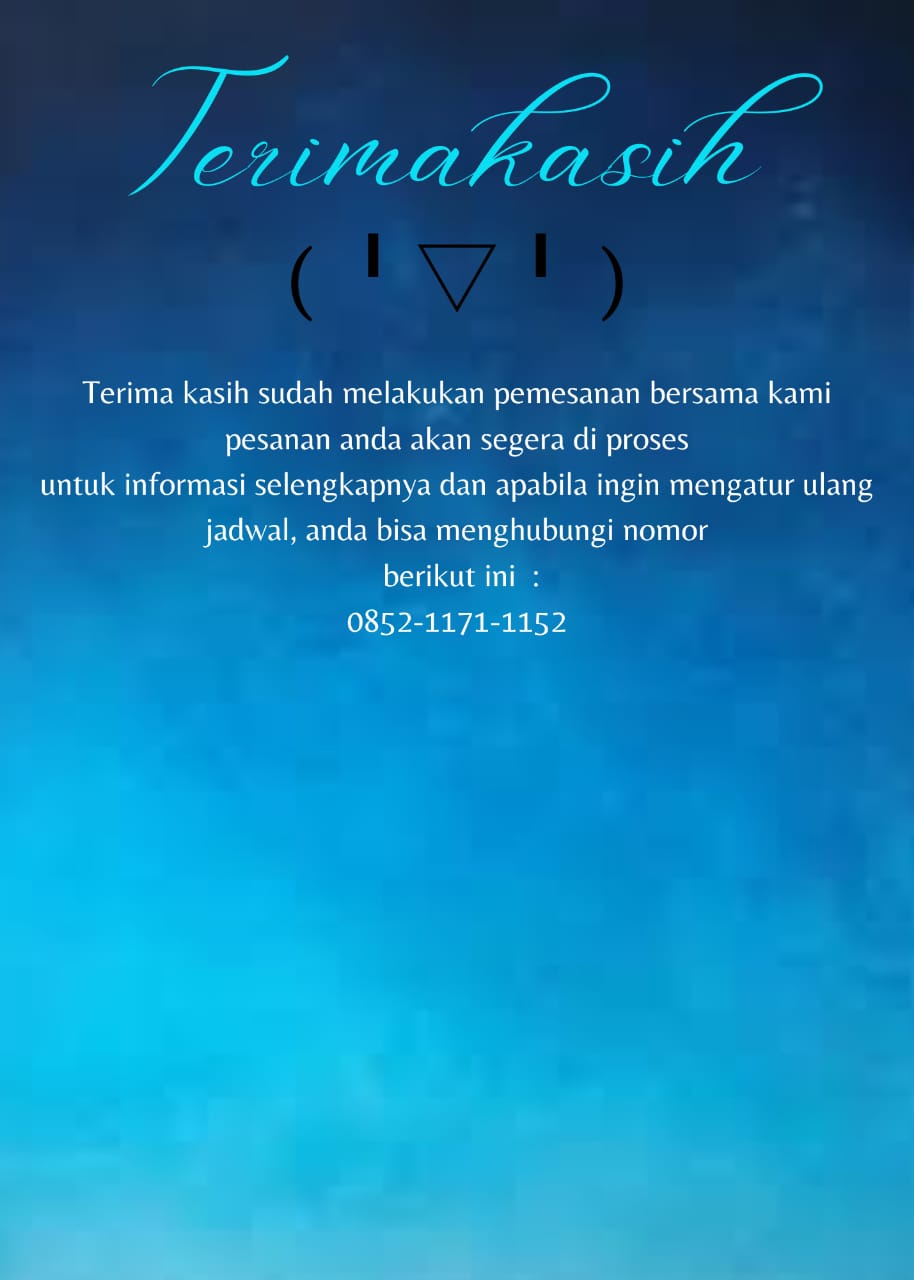 Terimakasih
( ╹▽╹ )
Terima kasih sudah melakukan pemesanan bersama kami
pesanan anda akan segera di proses
untuk informasi selengkapnya dan apabila ingin mengatur ulang
jadwal, anda bisa menghubungi nomor
berikut ini :
0852-1171-1152